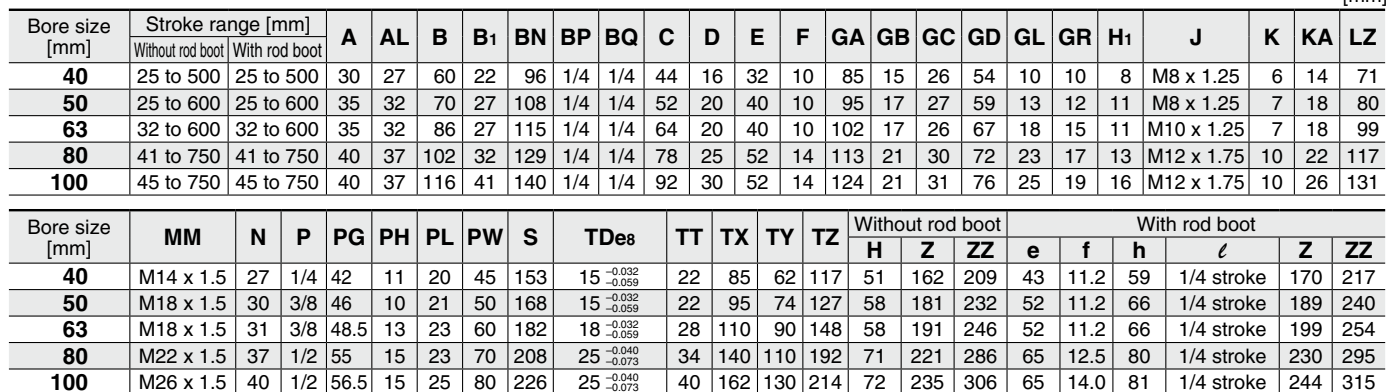 [mm]
Bore size [mm] Stroke range [mm] A AL B B1 BN BP BQ C D E F GA GB GC GD GL GR H1 J K KA LZ
Without rod boot With rod boot
40 25 to 500 25 to 500 30 27 60 22 96 1/4 1/4 44 16 32 10 85 15 26 54 10 10 8 M8 x 1.25 6 14 71
50 25 to 600 25 to 600 35 32 70 27 108 1/4 1/4 52 20 40 10 95 17 27 59 13 12 11 M8 x 1.25 7 18 80
63 32 to 600 32 to 600 35 32 86 27 115 1/4 1/4 64 20 40 10 102 17 26 67 18 15 11 M10 x 1.25 7 18 99
80 41 to 750 41 to 750 40 37 102 32 129 1/4 1/4 78 25 52 14 113 21 30 72 23 17 13 M12 x 1.75 10 22 117
100 45 to 750 45 to 750 40 37 116 41 140 1/4 1/4 92 30 52 14 124 21 31 76 25 19 16 M12 x 1.75 10 26 131
Bore size [mm] MM N P PG PH PL PW S TDe8 TT TX TY TZ Without rod boot With rod boot
H Z ZZ e f h ℓ Z ZZ
40 M14 x 1.5 27 1/4 42 11 20 45 153 15 −0.032 −0.059 22 85 62 117 51 162 209 43 11.2 59 1/4 stroke 170 217
50 M18 x 1.5 30 3/8 46 10 21 50 168 15 −0.032 −0.059 22 95 74 127 58 181 232 52 11.2 66 1/4 stroke 189 240
63 M18 x 1.5 31 3/8 48.5 13 23 60 182 18 −0.032 −0.059 28 110 90 148 58 191 246 52 11.2 66 1/4 stroke 199 254
80 M22 x 1.5 37 1/2 55 15 23 70 208 25 −0.040 −0.073 34 140 110 192 71 221 286 65 12.5 80 1/4 stroke 230 295
100 M26 x 1.5 40 1/2 56.5 15 25 80 226 25 −0.040 −0.073 40 162 130 214 72 235 306 65 14.0 81 1/4 stroke 244 315